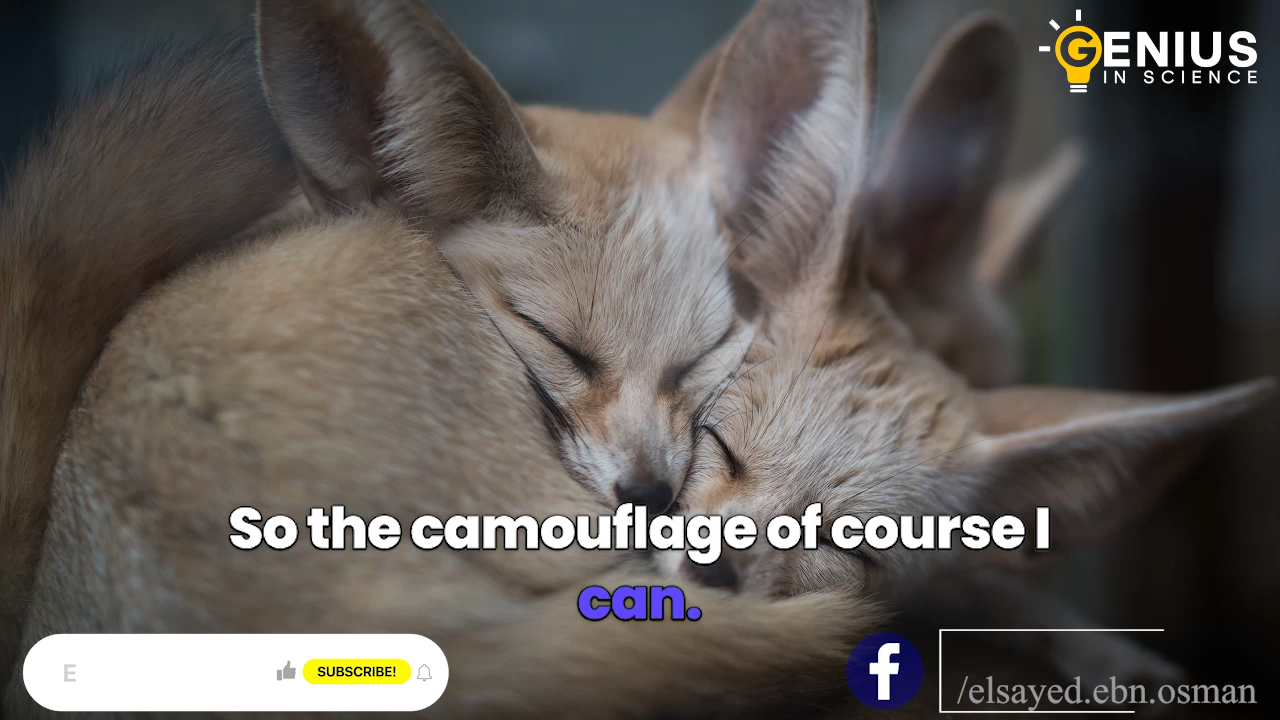 GENIUS
IN SCIENCE
So the camouflage of course I
can.
E
SUBSCRIBE!
f
/elsayed.ebn.osman